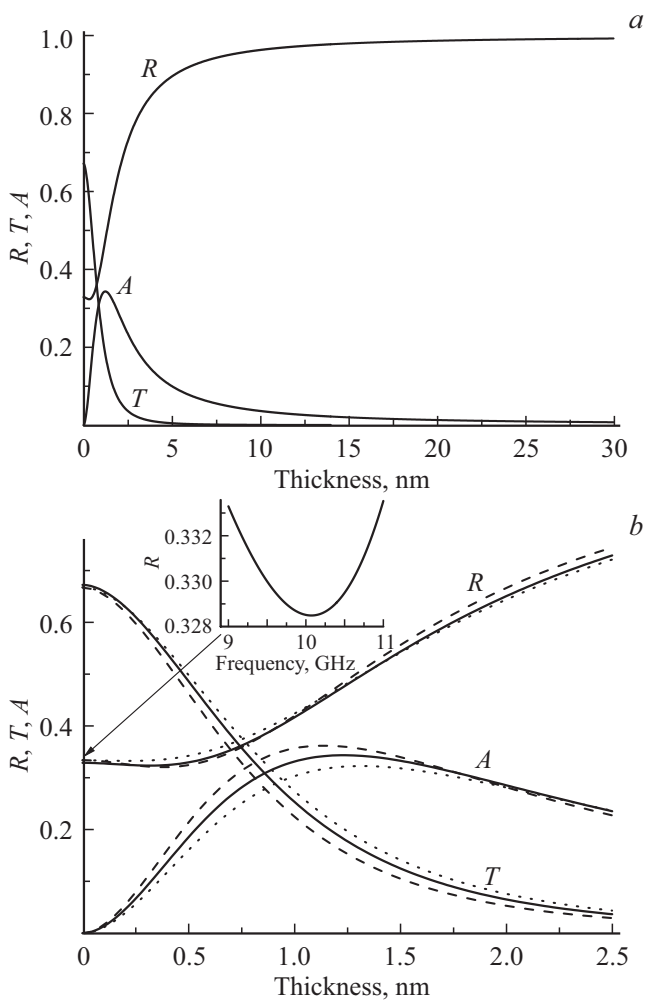 a
1.0
0.8
0.6
0.4
0.2
R, T, A
R
A
T
0 5 10 15 20 25 30
Thickness, nm
b
0.332
0.330
0.328
R
9 10 11
Frequency, GHz
0.6
0.4
0.2
R, T, A
R
A
T
0 0.5 1.0 1.5 2.0 2.5
Thickness, nm